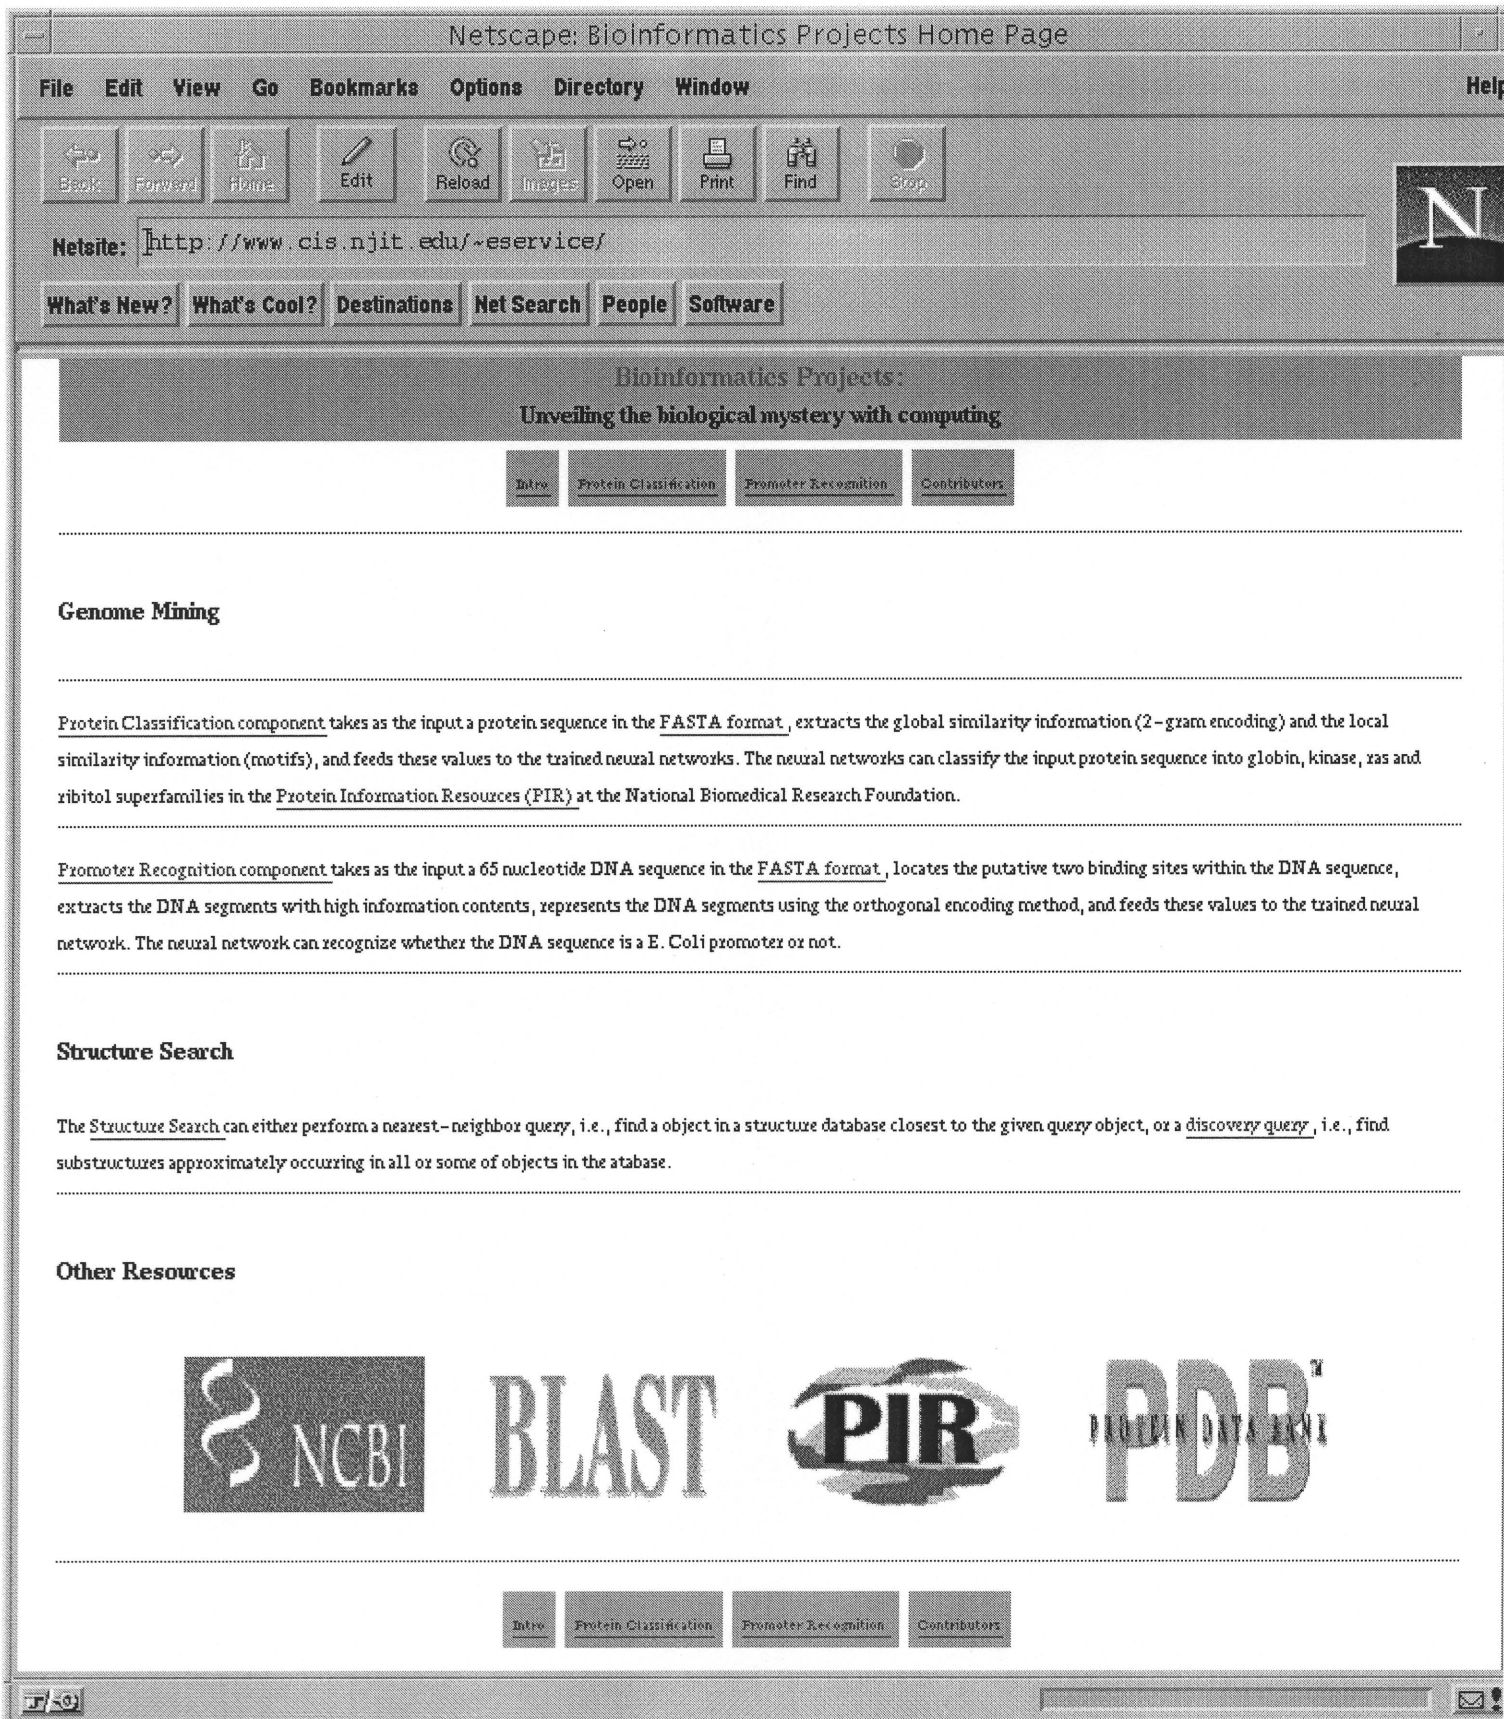 Netscape: Bioinformatics Projects Home Page
File Edit View Go Bookmarks Options Directory Window Help
Back Forward Home Edit Reload Images Open Print Find Stop
N
Netsite: http://www.cis.njit.edu/~eservice/
What's New? What's Cool? Destinations Net Search People Software
Bioinformatics Projects:
Unveiling the biological mystery with computing
Intro Protein Classification Promoter Recognition Contributors
Genome Mining
Protein Classification component takes as the input a protein sequence in the FASTA format , extracts the global similarity information (2-gram encoding) and the local
similarity information (motifs), and feeds these values to the trained neural networks. The neural networks can classify the input protein sequence into globin, kinase, ras and
ribitol superfamilies in the Protein Information Resources (PIR) at the National Biomedical Research Foundation.
Promoter Recognition component takes as the input a 65 nucleotide DNA sequence in the FASTA format , locates the putative two binding sites within the DNA sequence,
extracts the DNA segments with high information contents, represents the DNA segments using the orthogonal encoding method, and feeds these values to the trained neural
network. The neural network can recognize whether the DNA sequence is a E. Coli promoter or not.
Structure Search
The Structure Search can either perform a nearest-neighbor query, i.e., find a object in a structure database closest to the given query object, or a discovery query , i.e., find
substructures approximately occurring in all or some of objects in the atabase.
Other Resources
NCBI BLAST PIR PDB TM
PROTEIN DATA BANK
Intro Protein Classification Promoter Recognition Contributors